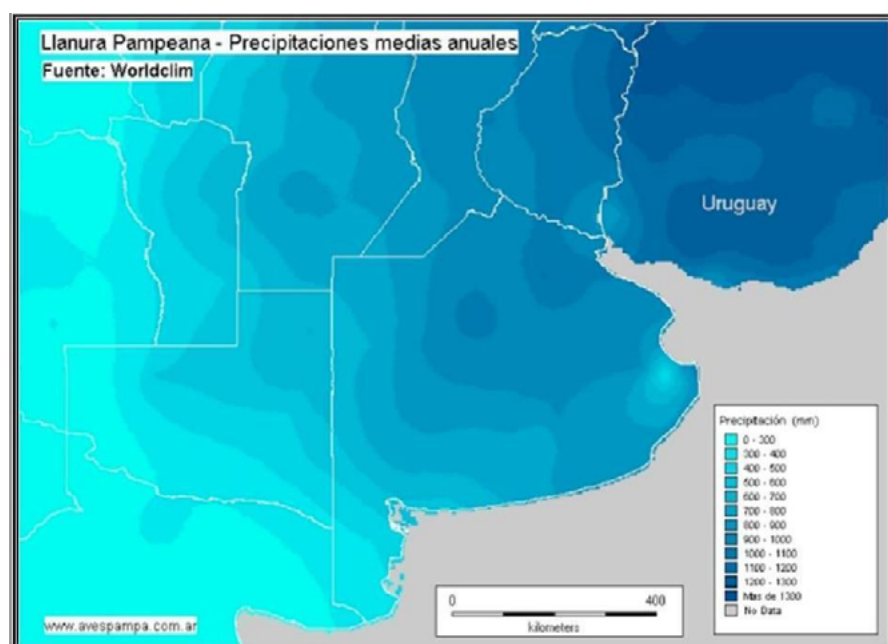 Llanura Pampeana - Precipitaciones medias anuales
Fuente: Worldclim
Uruguay
Precipitación (mm)
0 - 300
300 - 400
400 - 500
500 - 600
600 - 700
700 - 800
800 - 900
900 - 1000
1000 - 1100
1100 - 1200
1200 - 1300
Mas de 1300
No Data
0 400
kilometers
www.avespampa.com.ar